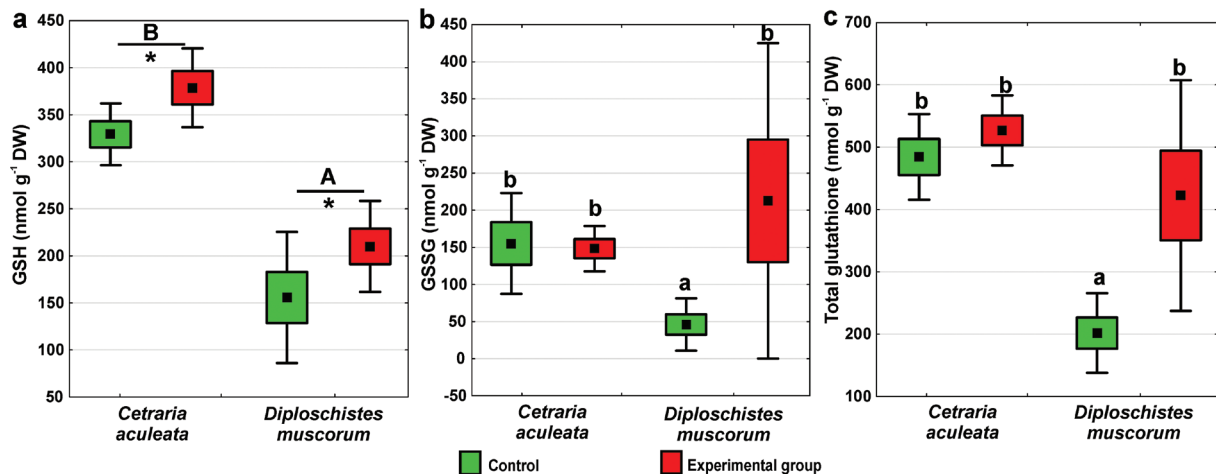 a
B
*
A
*
GSH (nmol g⁻¹ DW)
450
400
350
300
250
200
150
100
50
Cetraria
aculeata
Diploschistes
muscorum
b
b
b
a
b
GSSG (nmol g⁻¹ DW)
450
400
350
300
250
200
150
100
50
0
-50
Cetraria
aculeata
Diploschistes
muscorum
c
b
b
a
b
Total glutathione (nmol g⁻¹ DW)
700
600
500
400
300
200
100
Cetraria
aculeata
Diploschistes
muscorum
Control
Experimental group